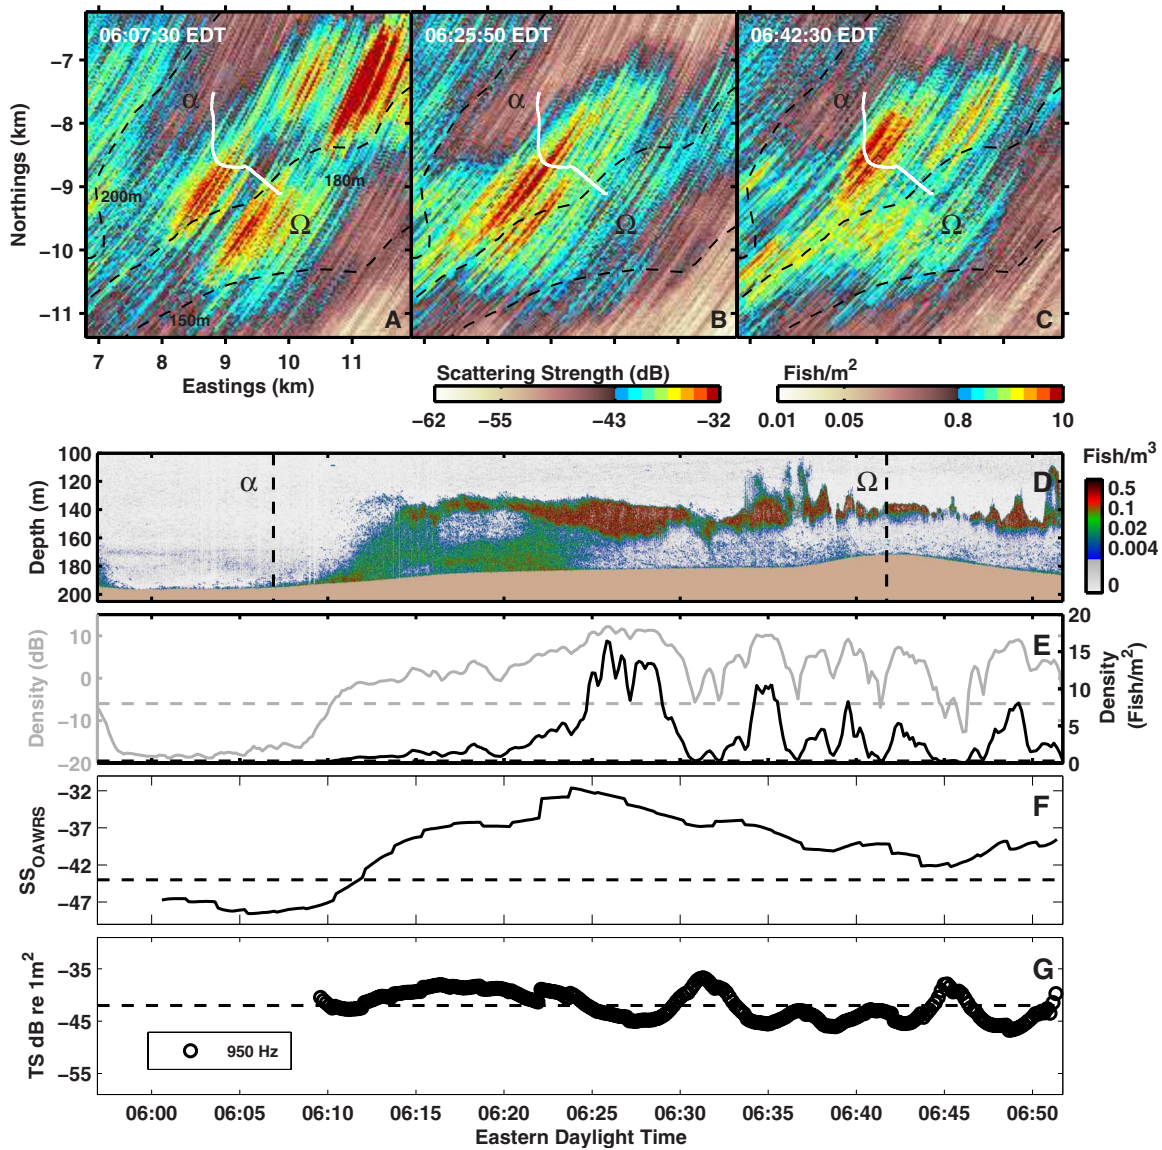 06:07:30 EDT
06:25:50 EDT
06:42:30 EDT
Northings (km)
−7
−8
−9
−10
−11
α
α
α
Ω
Ω
Ω
200m
180m
150m
A
B
C
7 8 9 10 11
Eastings (km)
Scattering Strength (dB)
−62 −55 −43 −32
Fish/m²
0.01 0.05 0.8 10
Depth (m)
100
120
140
160
180
200
α
Ω
D
Fish/m³
0.5
0.1
0.02
0.004
0
Density (dB)
10
0
−10
−20
E
20
15
10
5
0
Density
(Fish/m²)
SS_OAWRS
−32
−37
−42
−47
F
TS dB re 1m²
−35
−45
−55
G
950 Hz
06:00 06:05 06:10 06:15 06:20 06:25 06:30 06:35 06:40 06:45 06:50
Eastern Daylight Time